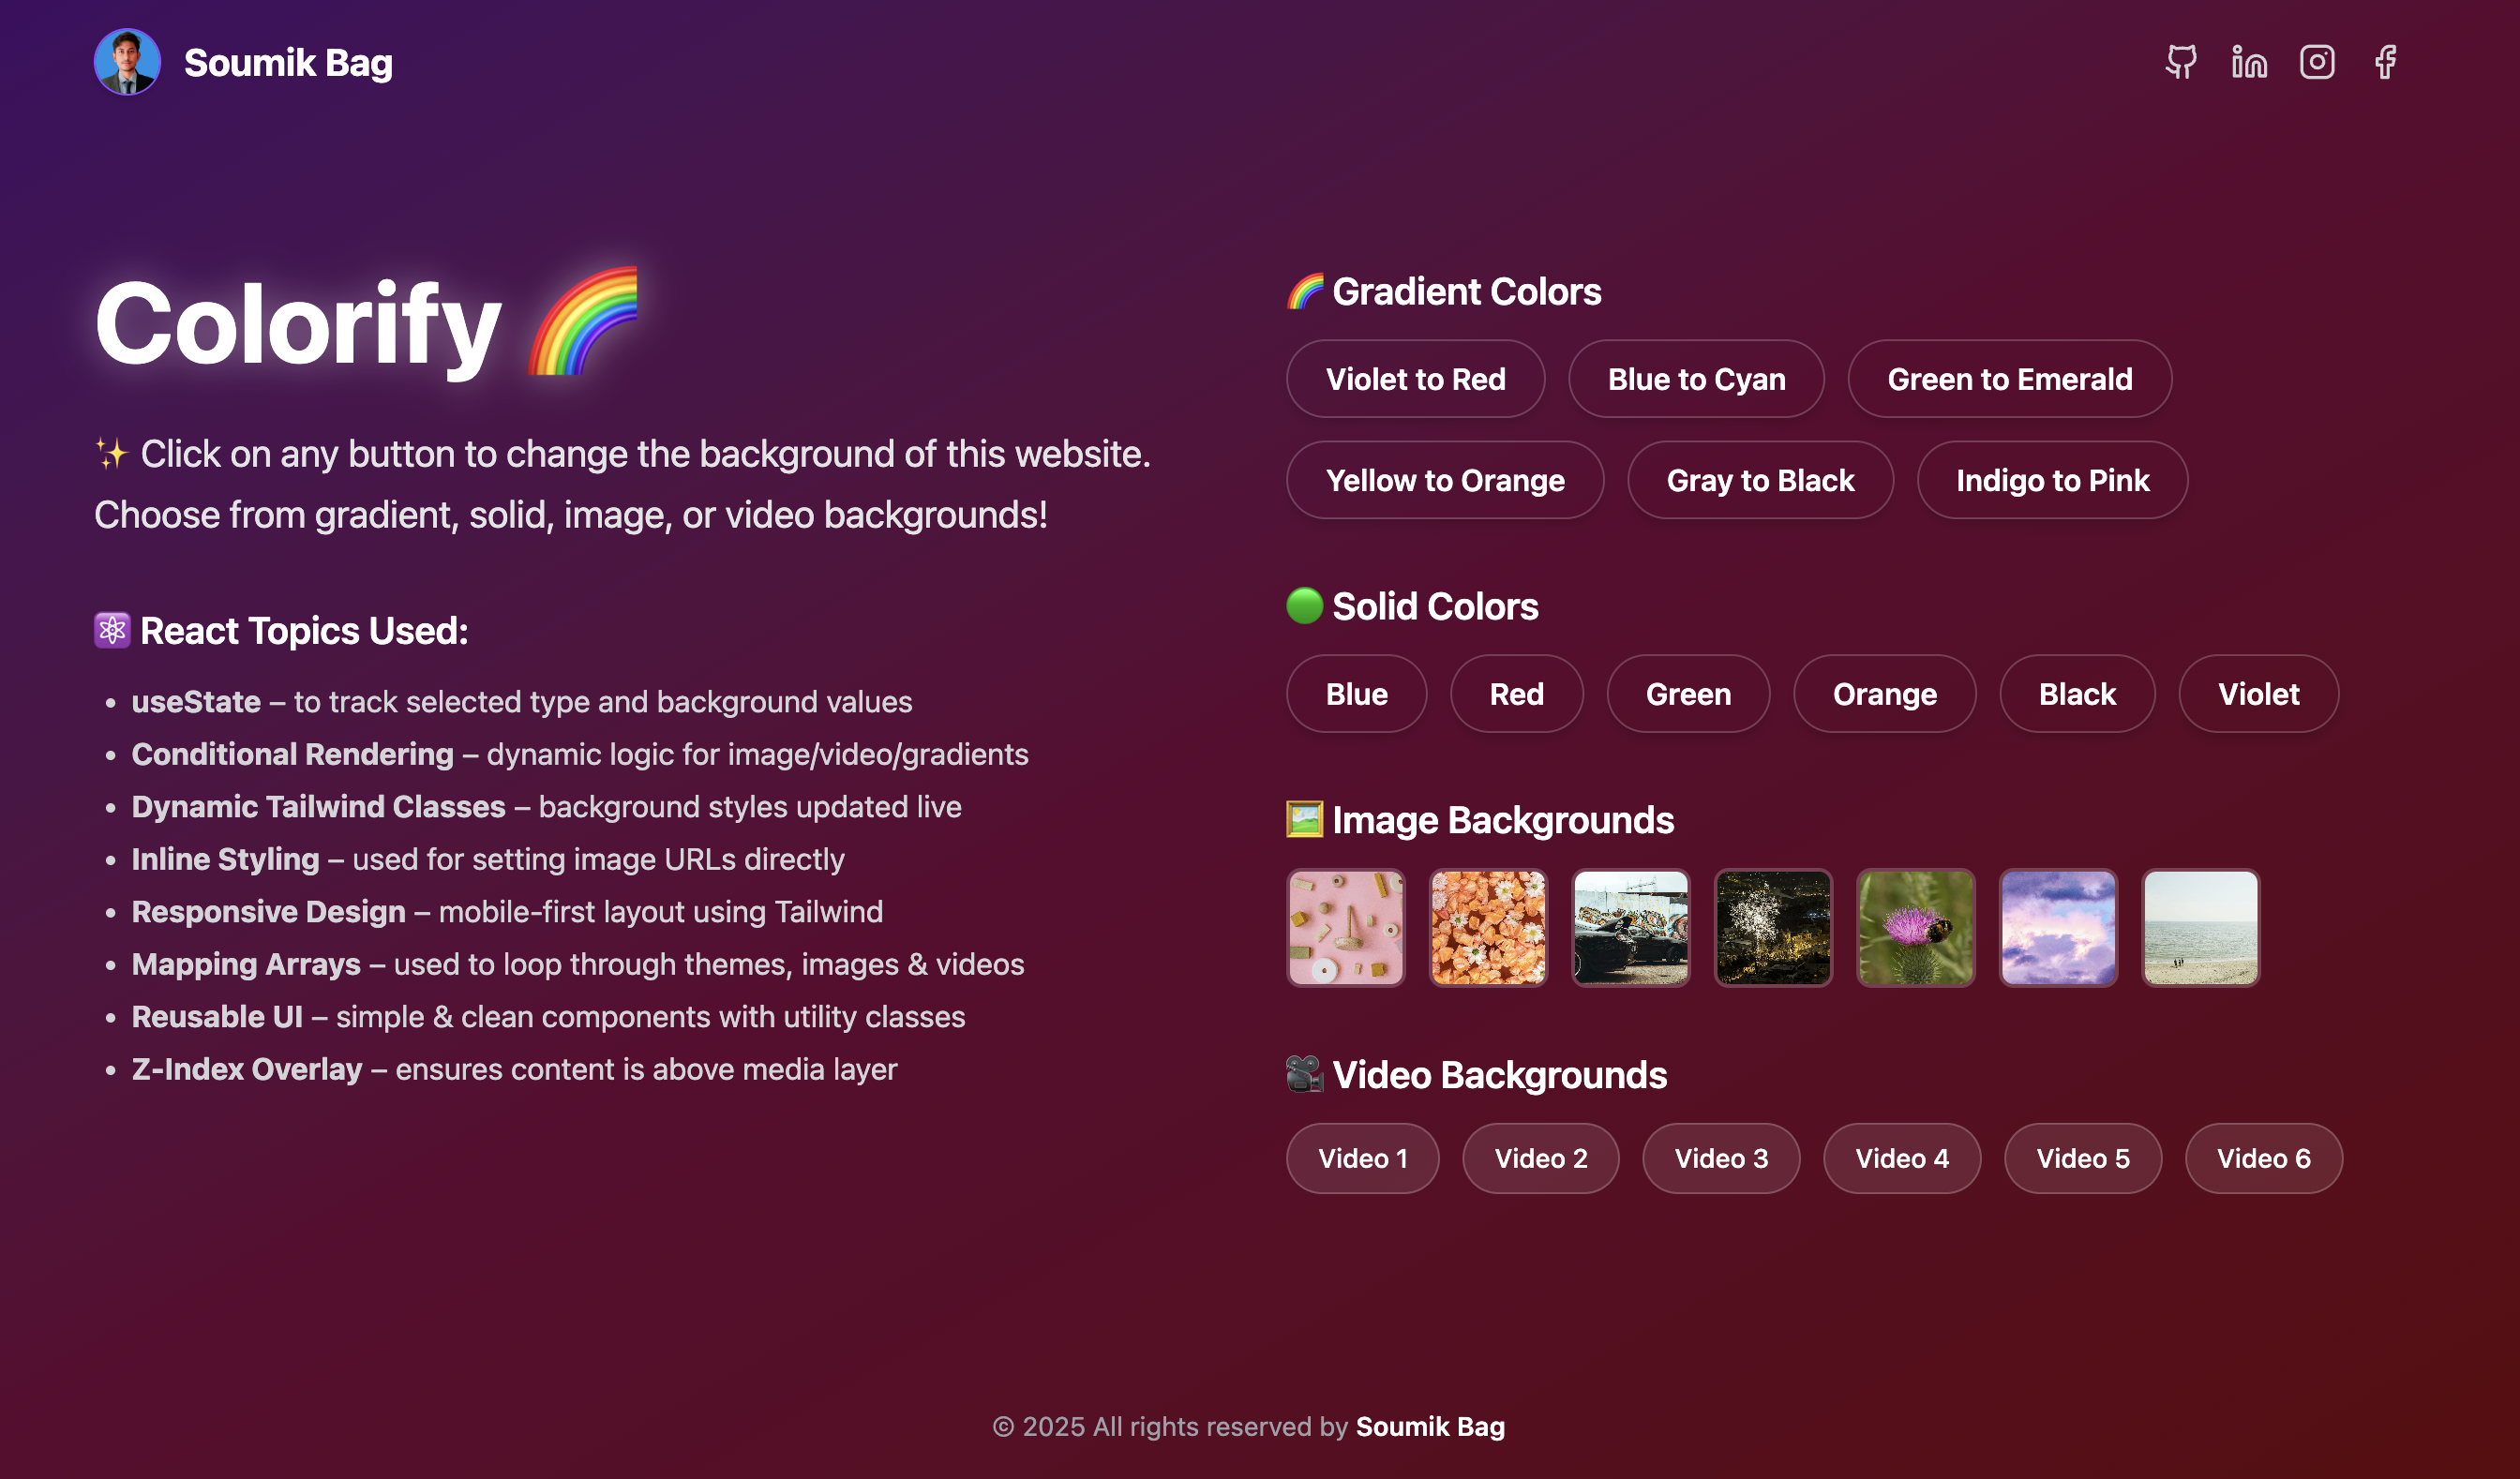 Soumik Bag
Colorify 🌈
✨ Click on any button to change the background of this website.
Choose from gradient, solid, image, or video backgrounds!
⚛️ React Topics Used:
• useState – to track selected type and background values
• Conditional Rendering – dynamic logic for image/video/gradients
• Dynamic Tailwind Classes – background styles updated live
• Inline Styling – used for setting image URLs directly
• Responsive Design – mobile-first layout using Tailwind
• Mapping Arrays – used to loop through themes, images & videos
• Reusable UI – simple & clean components with utility classes
• Z-Index Overlay – ensures content is above media layer
🌈 Gradient Colors
Violet to Red Blue to Cyan Green to Emerald
Yellow to Orange Gray to Black Indigo to Pink
🟢 Solid Colors
Blue Red Green Orange Black Violet
🖼️ Image Backgrounds
🎥 Video Backgrounds
Video 1 Video 2 Video 3 Video 4 Video 5 Video 6
© 2025 All rights reserved by Soumik Bag